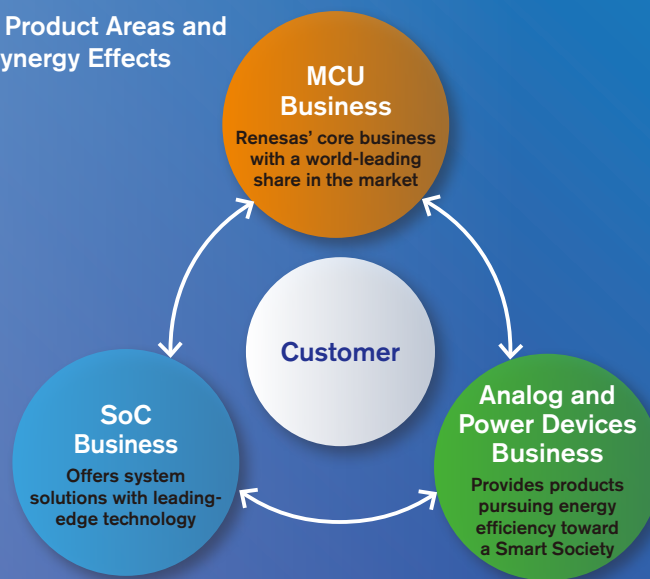 Product Areas and
ynergy Effects
MCU
Business
Renesas' core business
with a world-leading
share in the market
Customer
SoC
Business
Offers system
solutions with leading-
edge technology
Analog and
Power Devices
Business
Provides products
pursuing energy
efficiency toward
a Smart Society